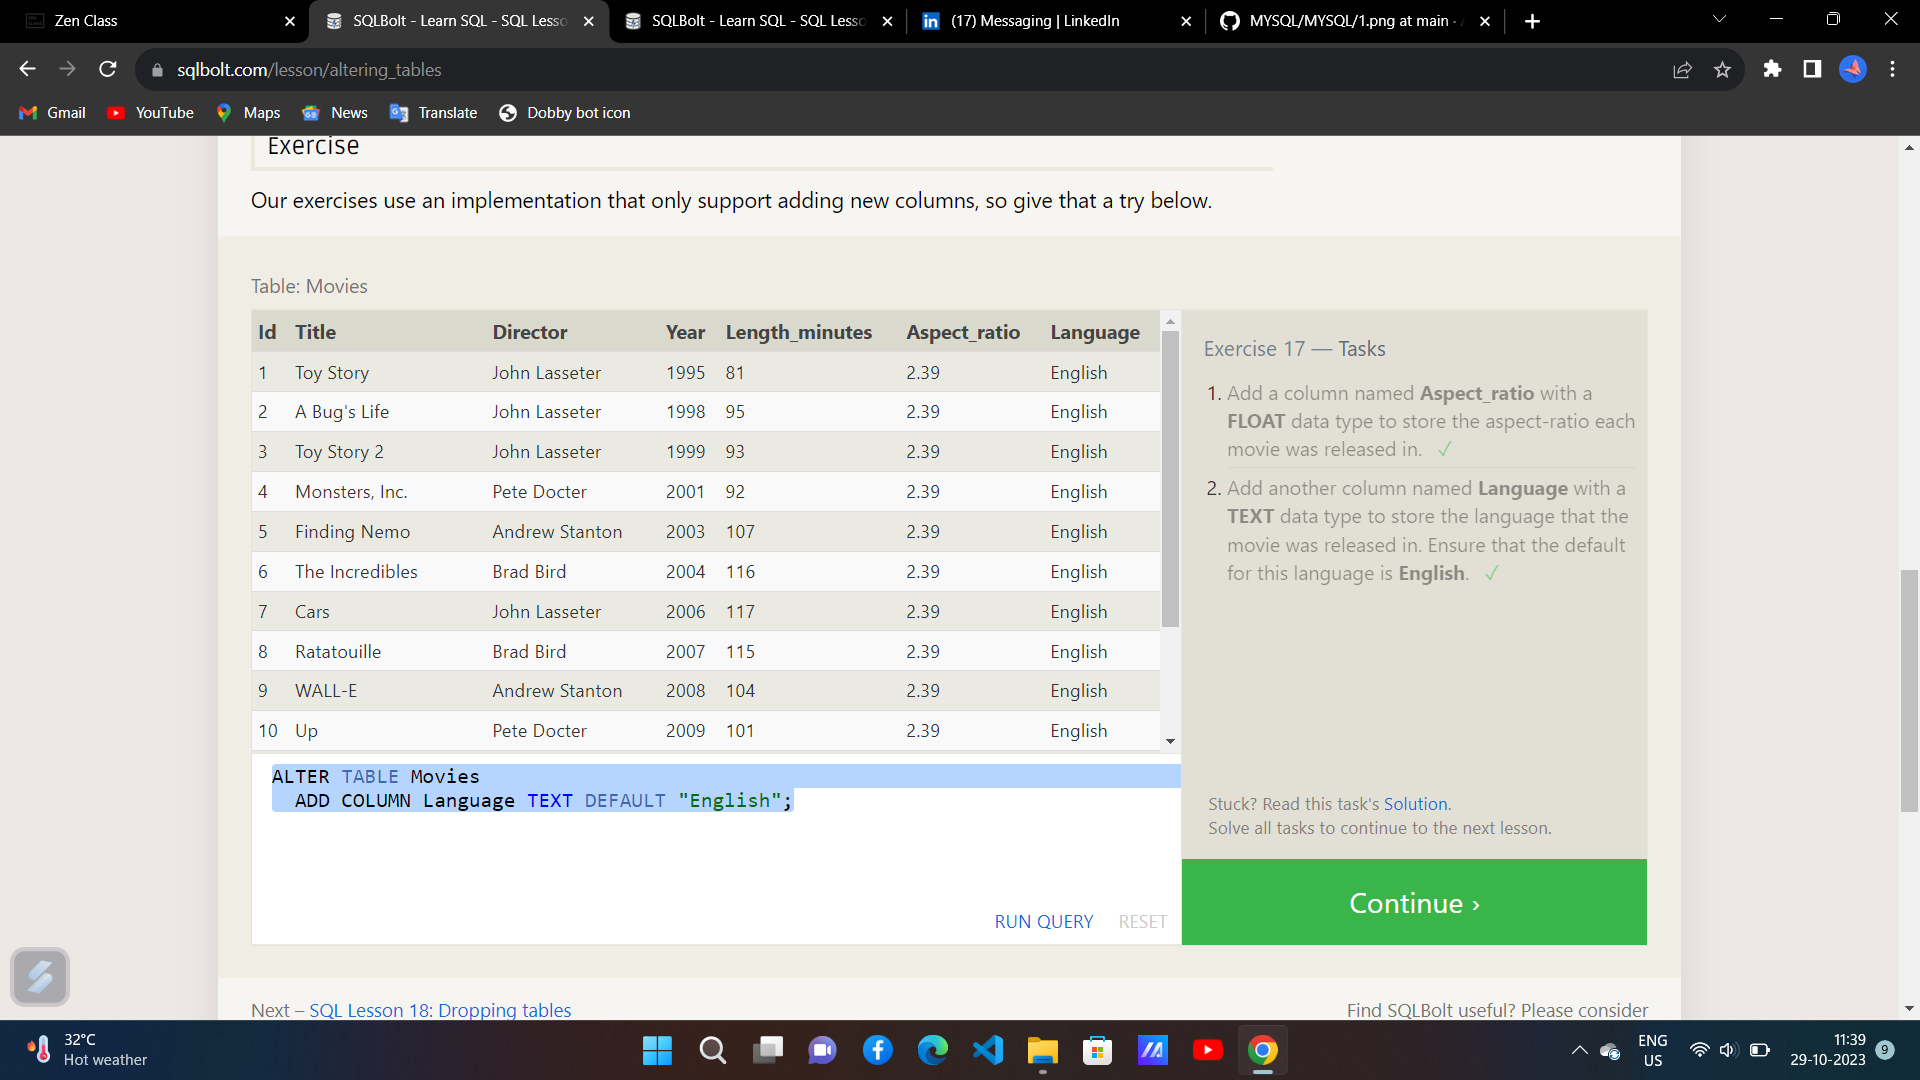 Zen Class
SQLBolt - Learn SQL - SQL Lesso
SQLBolt - Learn SQL - SQL Lesso
(17) Messaging | LinkedIn
MYSQL/MYSQL/1.png at main ·
sqlbolt.com/lesson/altering_tables
Gmail
YouTube
Maps
News
Translate
Dobby bot icon
Exercise
Our exercises use an implementation that only support adding new columns, so give that a try below.
Table: Movies
Id Title Director Year Length_minutes Aspect_ratio Language
1 Toy Story John Lasseter 1995 81 2.39 English
2 A Bug's Life John Lasseter 1998 95 2.39 English
3 Toy Story 2 John Lasseter 1999 93 2.39 English
4 Monsters, Inc. Pete Docter 2001 92 2.39 English
5 Finding Nemo Andrew Stanton 2003 107 2.39 English
6 The Incredibles Brad Bird 2004 116 2.39 English
7 Cars John Lasseter 2006 117 2.39 English
8 Ratatouille Brad Bird 2007 115 2.39 English
9 WALL-E Andrew Stanton 2008 104 2.39 English
10 Up Pete Docter 2009 101 2.39 English
ALTER TABLE Movies
ADD COLUMN Language TEXT DEFAULT "English";
RUN QUERY RESET
Exercise 17 — Tasks
1. Add a column named Aspect_ratio with a
FLOAT data type to store the aspect-ratio each
movie was released in. ✓
2. Add another column named Language with a
TEXT data type to store the language that the
movie was released in. Ensure that the default
for this language is English. ✓
Stuck? Read this task's Solution.
Solve all tasks to continue to the next lesson.
Continue ›
Next – SQL Lesson 18: Dropping tables
Find SQLBolt useful? Please consider
32°C
Hot weather
ENG
US
11:39
29-10-2023
9